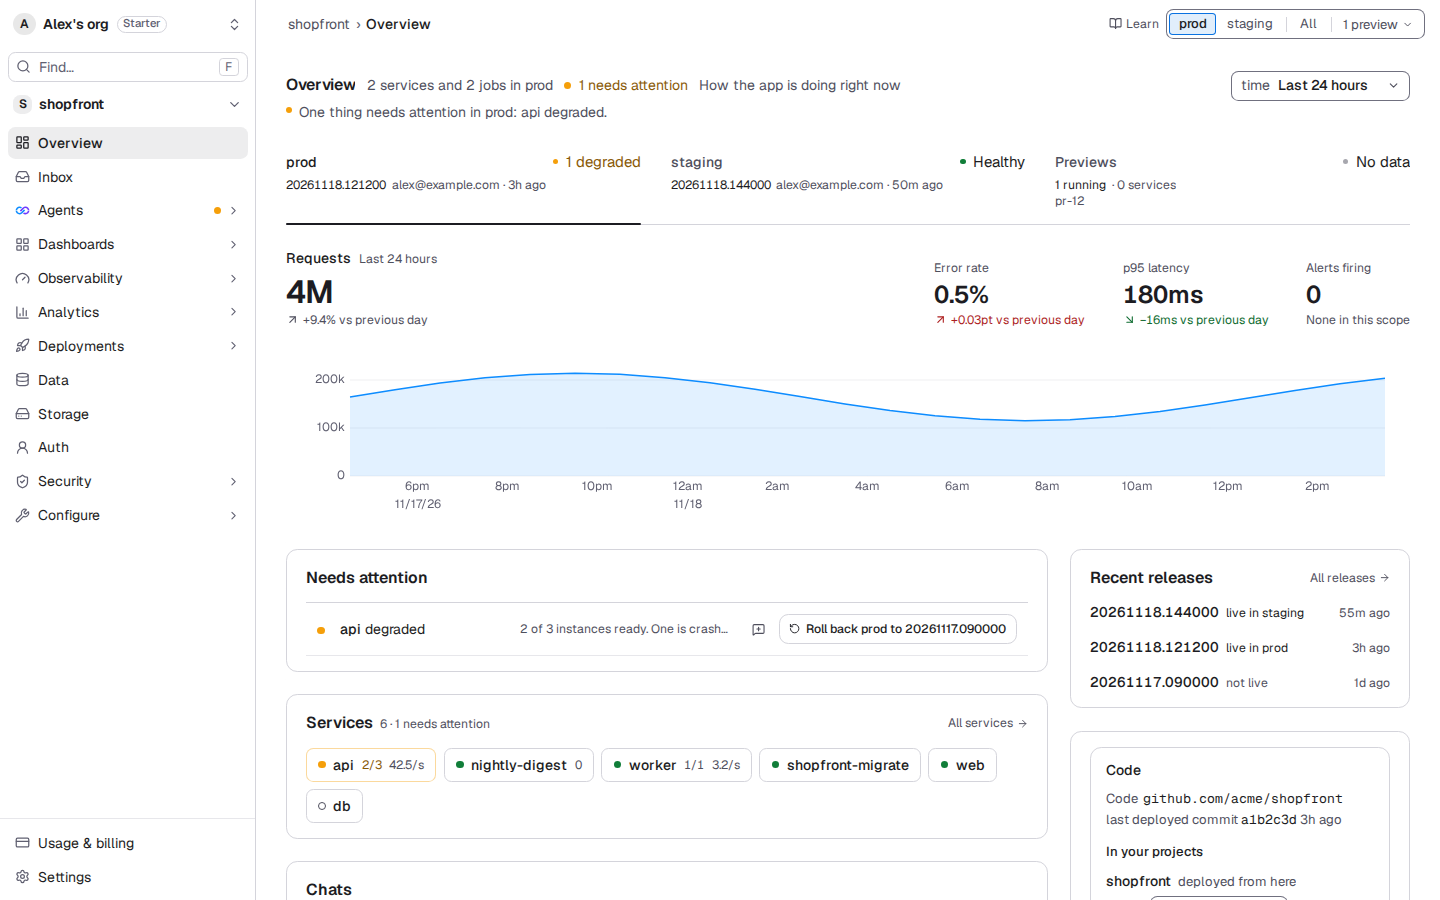 A Alex's org Starter
Find... F
S shopfront
Overview
Inbox
Agents
Dashboards
Observability
Analytics
Deployments
Data
Storage
Auth
Security
Configure
Usage & billing
Settings
shopfront › Overview
Learn prod staging All 1 preview
Overview 2 services and 2 jobs in prod 1 needs attention How the app is doing right now
time Last 24 hours
One thing needs attention in prod: api degraded.
prod 1 degraded
20261118.121200 alex@example.com · 3h ago
staging Healthy
20261118.144000 alex@example.com · 50m ago
Previews No data
1 running · 0 services
pr-12
Requests Last 24 hours
4M
+9.4% vs previous day
Error rate
0.5%
+0.03pt vs previous day
p95 latency
180ms
−16ms vs previous day
Alerts firing
0
None in this scope
200k
100k
0
6pm 8pm 10pm 12am 2am 4am 6am 8am 10am 12pm 2pm
11/17/26 11/18
Needs attention
api degraded 2 of 3 instances ready. One is crash... Roll back prod to 20261117.090000
Services 6 · 1 needs attention All services →
api 2/3 42.5/s nightly-digest 0 worker 1/1 3.2/s shopfront-migrate web
db
Chats
Recent releases All releases →
20261118.144000 live in staging 55m ago
20261118.121200 live in prod 3h ago
20261117.090000 not live 1d ago
Code
Code github.com/acme/shopfront
last deployed commit a1b2c3d 3h ago
In your projects
shopfront deployed from here